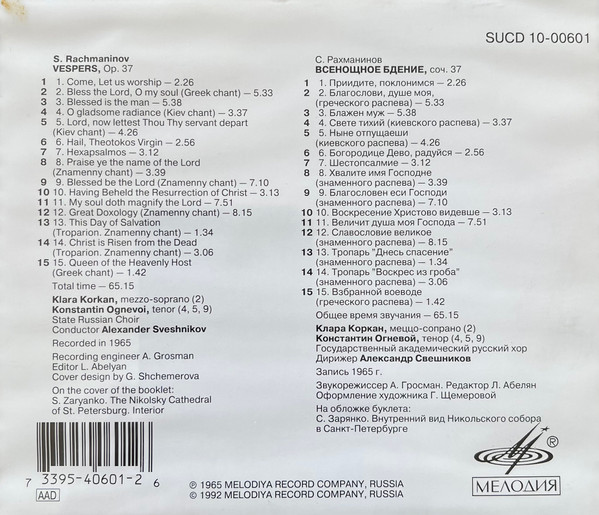 SUCD 10-00601
S. Rachmaninov
VESPERS, Op. 37
1 1. Come, Let us worship — 2.26
2 2. Bless the Lord, O my soul (Greek chant) — 5.33
3 3. Blessed is the man — 5.38
4 4. O gladsome radiance (Kiev chant) — 3.37
5 5. Lord, now lettest Thou Thy servant depart
(Kiev chant) — 4.26
6 6. Hail, Theotokos Virgin — 2.56
7 7. Hexapsalmos — 3.12
8 8. Praise ye the name of the Lord
(Znamenny chant) — 3.39
9 9. Blessed be the Lord (Znamenny chant) — 7.10
10 10. Having Beheld the Resurrection of Christ — 3.13
11 11. My soul doth magnify the Lord — 7.51
12 12. Great Doxology (Znamenny chant) — 8.15
13 13. This Day of Salvation
(Troparion. Znamenny chant) — 1.34
14 14. Christ is Risen from the Dead
(Troparion. Znamenny chant) — 3.06
15 15. Queen of the Heavenly Host
(Greek chant) — 1.42
Total time — 65.15
Klara Korkan, mezzo-soprano (2)
Konstantin Ognevoi, tenor (4, 5, 9)
State Russian Choir
Conductor Alexander Sveshnikov
Recorded in 1965
Recording engineer A. Grosman
Editor L. Abelyan
Cover design by G. Shchemerova
On the cover of the booklet:
S. Zaryanko. The Nikolsky Cathedral
of St. Petersburg. Interior
С. Рахманинов
ВСЕНОЩНОЕ БДЕНИЕ, соч. 37
1 1. Приидите, поклонимся — 2.26
2 2. Благослови, душе моя,
(греческого распева) — 5.33
3 3. Блажен муж — 5.38
4 4. Свете тихий (киевского распева) — 3.37
5 5. Ныне отпущаеши
(киевского распева) — 4.26
6 6. Богородице Дево, радуйся — 2.56
7 7. Шестопсалмие — 3.12
8 8. Хвалите имя Господне
(знаменного распева) — 3.39
9 9. Благословен еси Господи
(знаменного распева) — 7.10
10 10. Воскресение Христово видевше — 3.13
11 11. Величит душа моя Господа — 7.51
12 12. Славословие великое
(знаменного распева) — 8.15
13 13. Тропарь "Днесь спасение"
(знаменного распева) — 1.34
14 14. Тропарь "Воскрес из гроба"
(знаменного распева) — 3.06
15 15. Взбранной воеводе
(греческого распева) — 1.42
Общее время звучания — 65.15
Клара Коркан, меццо-сопрано (2)
Константин Огневой, тенор (4, 5, 9)
Государственный академический русский хор
Дирижер Александр Свешников
Запись 1965 г.
Звукорежиссер А. Гросман. Редактор Л. Абелян
Оформление художника Г. Щемеровой
На обложке буклета:
С. Зарянко. Внутренний вид Никольского собора
в Санкт-Петербурге
7 3395-40601-2 6
AAD
℗ 1965 MELODIYA RECORD COMPANY, RUSSIA
© 1992 MELODIYA RECORD COMPANY, RUSSIA
®
МЕЛОДИЯ